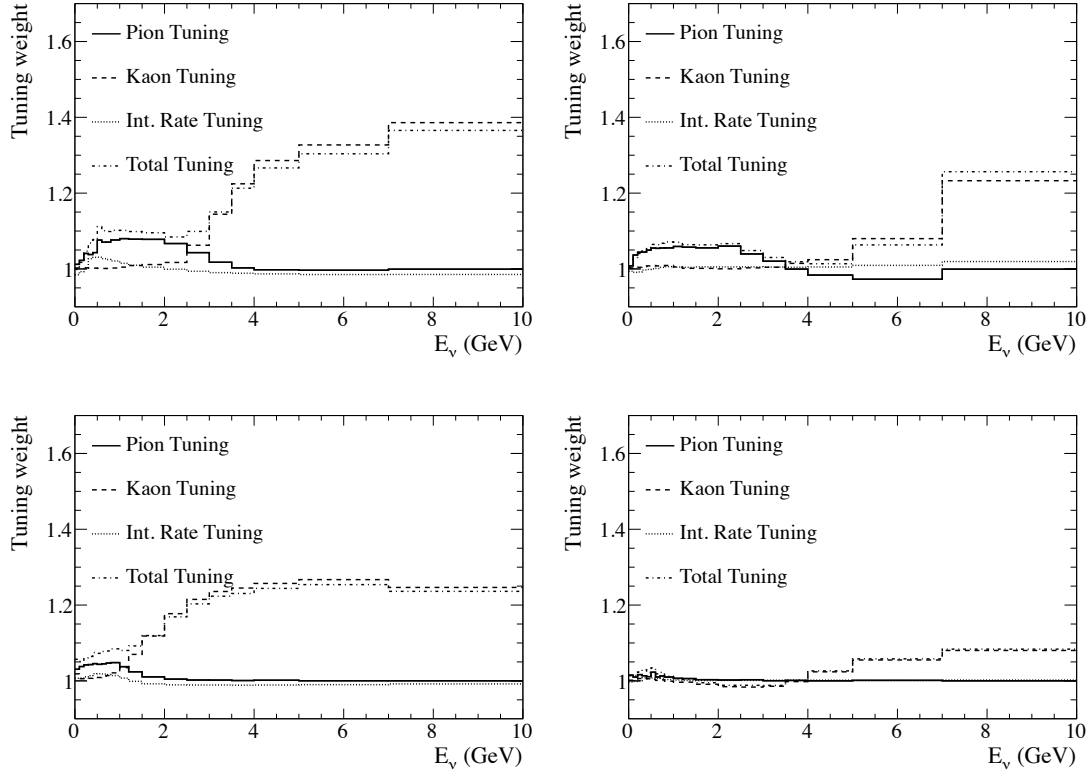 Tuning weight
1.6
1.4
1.2
1
Pion Tuning
Kaon Tuning
Int. Rate Tuning
Total Tuning
0 2 4 6 8 10
E_ν (GeV)
Tuning weight
1.6
1.4
1.2
1
Pion Tuning
Kaon Tuning
Int. Rate Tuning
Total Tuning
0 2 4 6 8 10
E_ν (GeV)
Tuning weight
1.6
1.4
1.2
1
Pion Tuning
Kaon Tuning
Int. Rate Tuning
Total Tuning
0 2 4 6 8 10
E_ν (GeV)
Tuning weight
1.6
1.4
1.2
1
Pion Tuning
Kaon Tuning
Int. Rate Tuning
Total Tuning
0 2 4 6 8 10
E_ν (GeV)